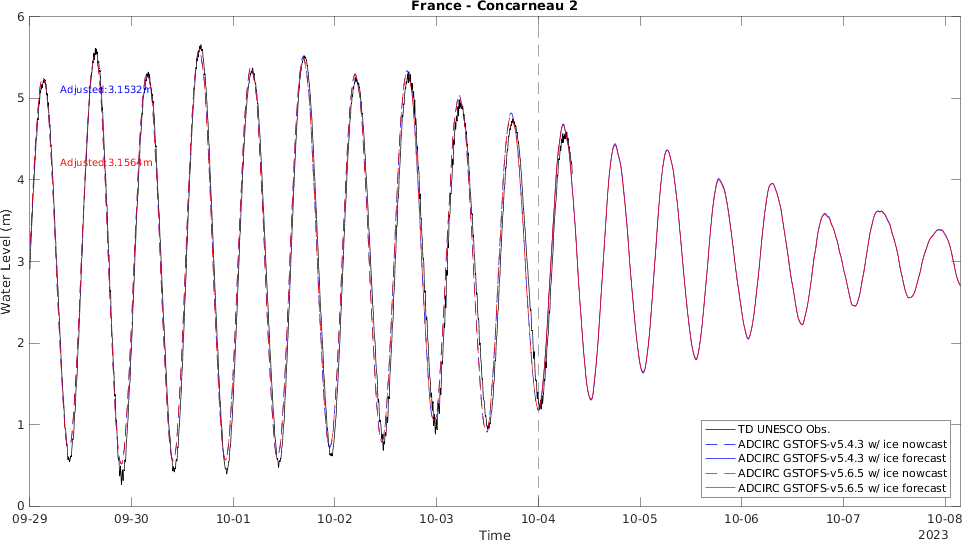 France - Concarneau 2
6
5
4
3
2
1
0
Adjusted:3.1532m
Adjusted:3.1564m
Water Level (m)
TD UNESCO Obs.
ADCIRC GSTOFS-v5.4.3 w/ ice nowcast
ADCIRC GSTOFS-v5.4.3 w/ ice forecast
ADCIRC GSTOFS-v5.6.5 w/ ice nowcast
ADCIRC GSTOFS-v5.6.5 w/ ice forecast
09-29 09-30 10-01 10-02 10-03 10-04 10-05 10-06 10-07 10-08
Time
2023